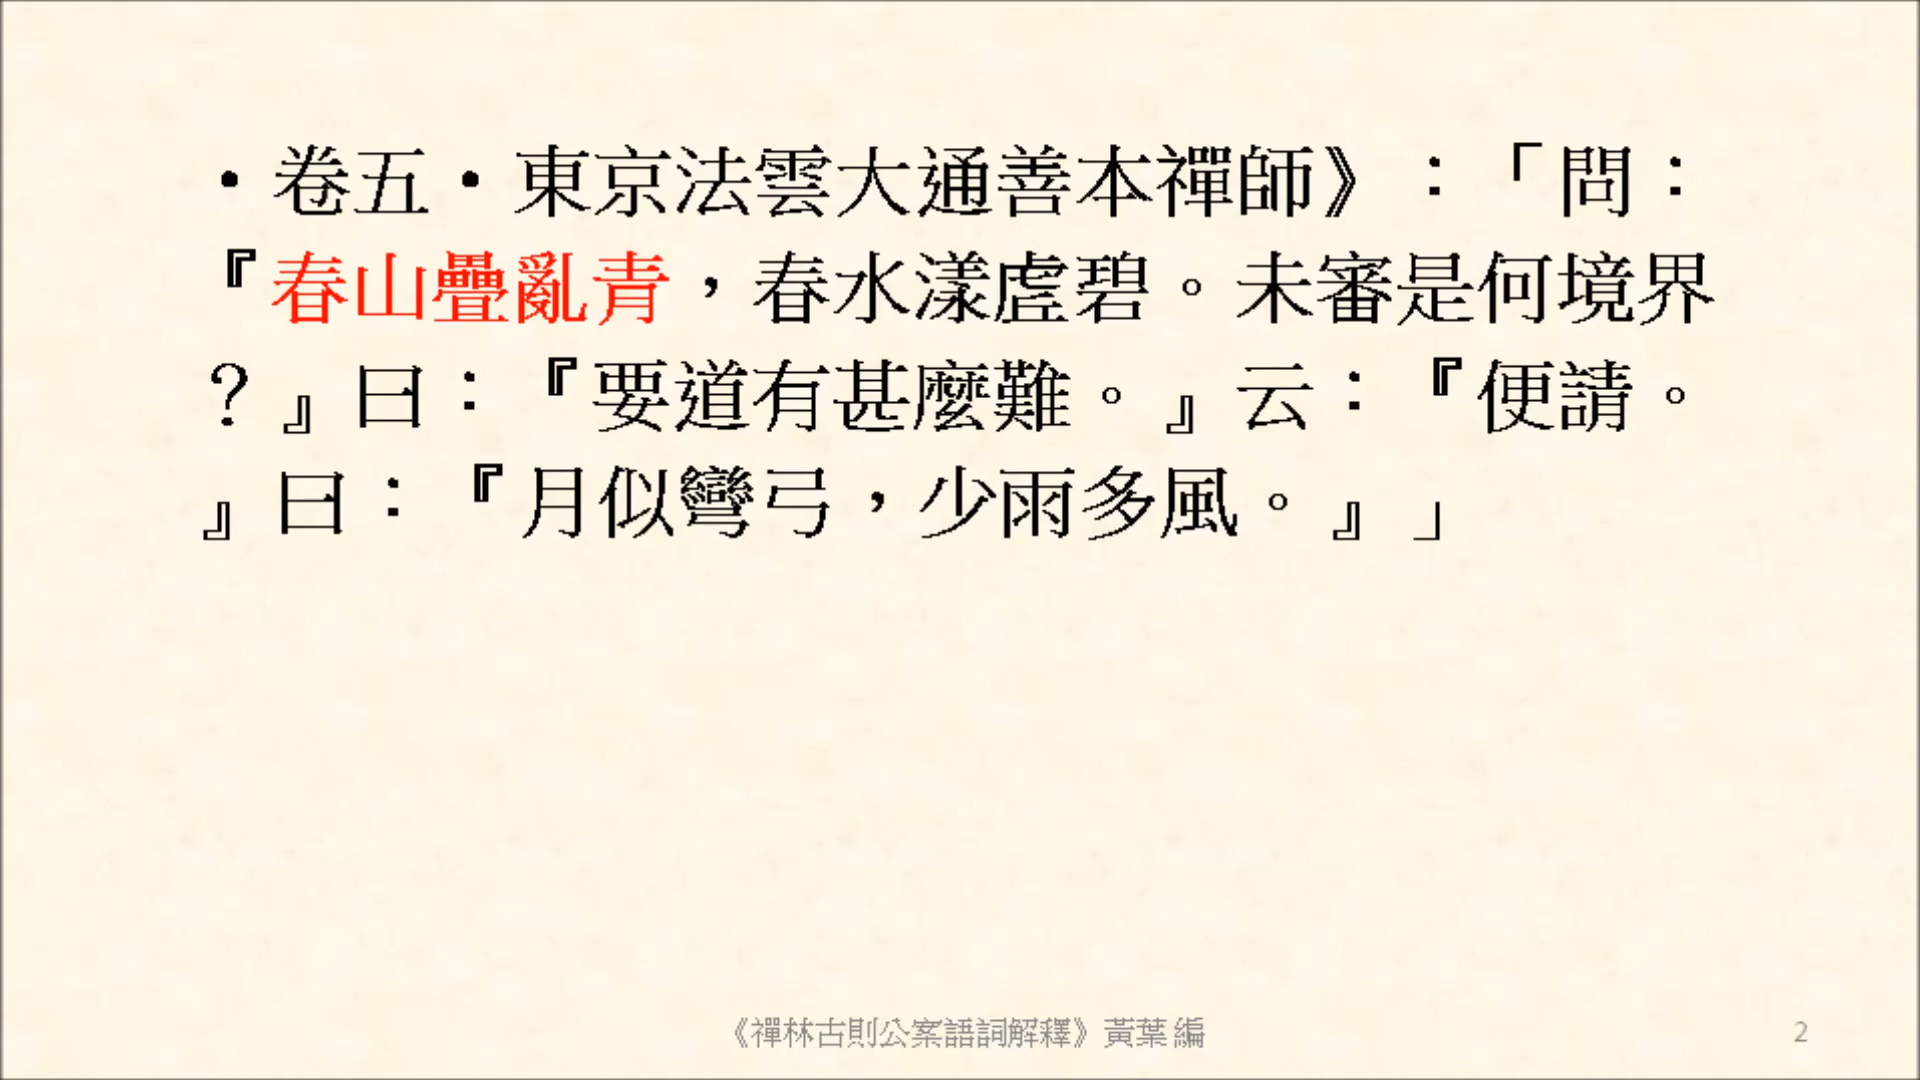 ·卷五·東京法雲大通善本禪師》:「問:
『春山疊亂青,春水漾虗碧。未審是何境界
?』曰:『要道有甚麼難。』云:『便請。
』曰:『月似彎弓,少雨多風。』」
《禪林古則公案語詞解釋》黃葉編
2